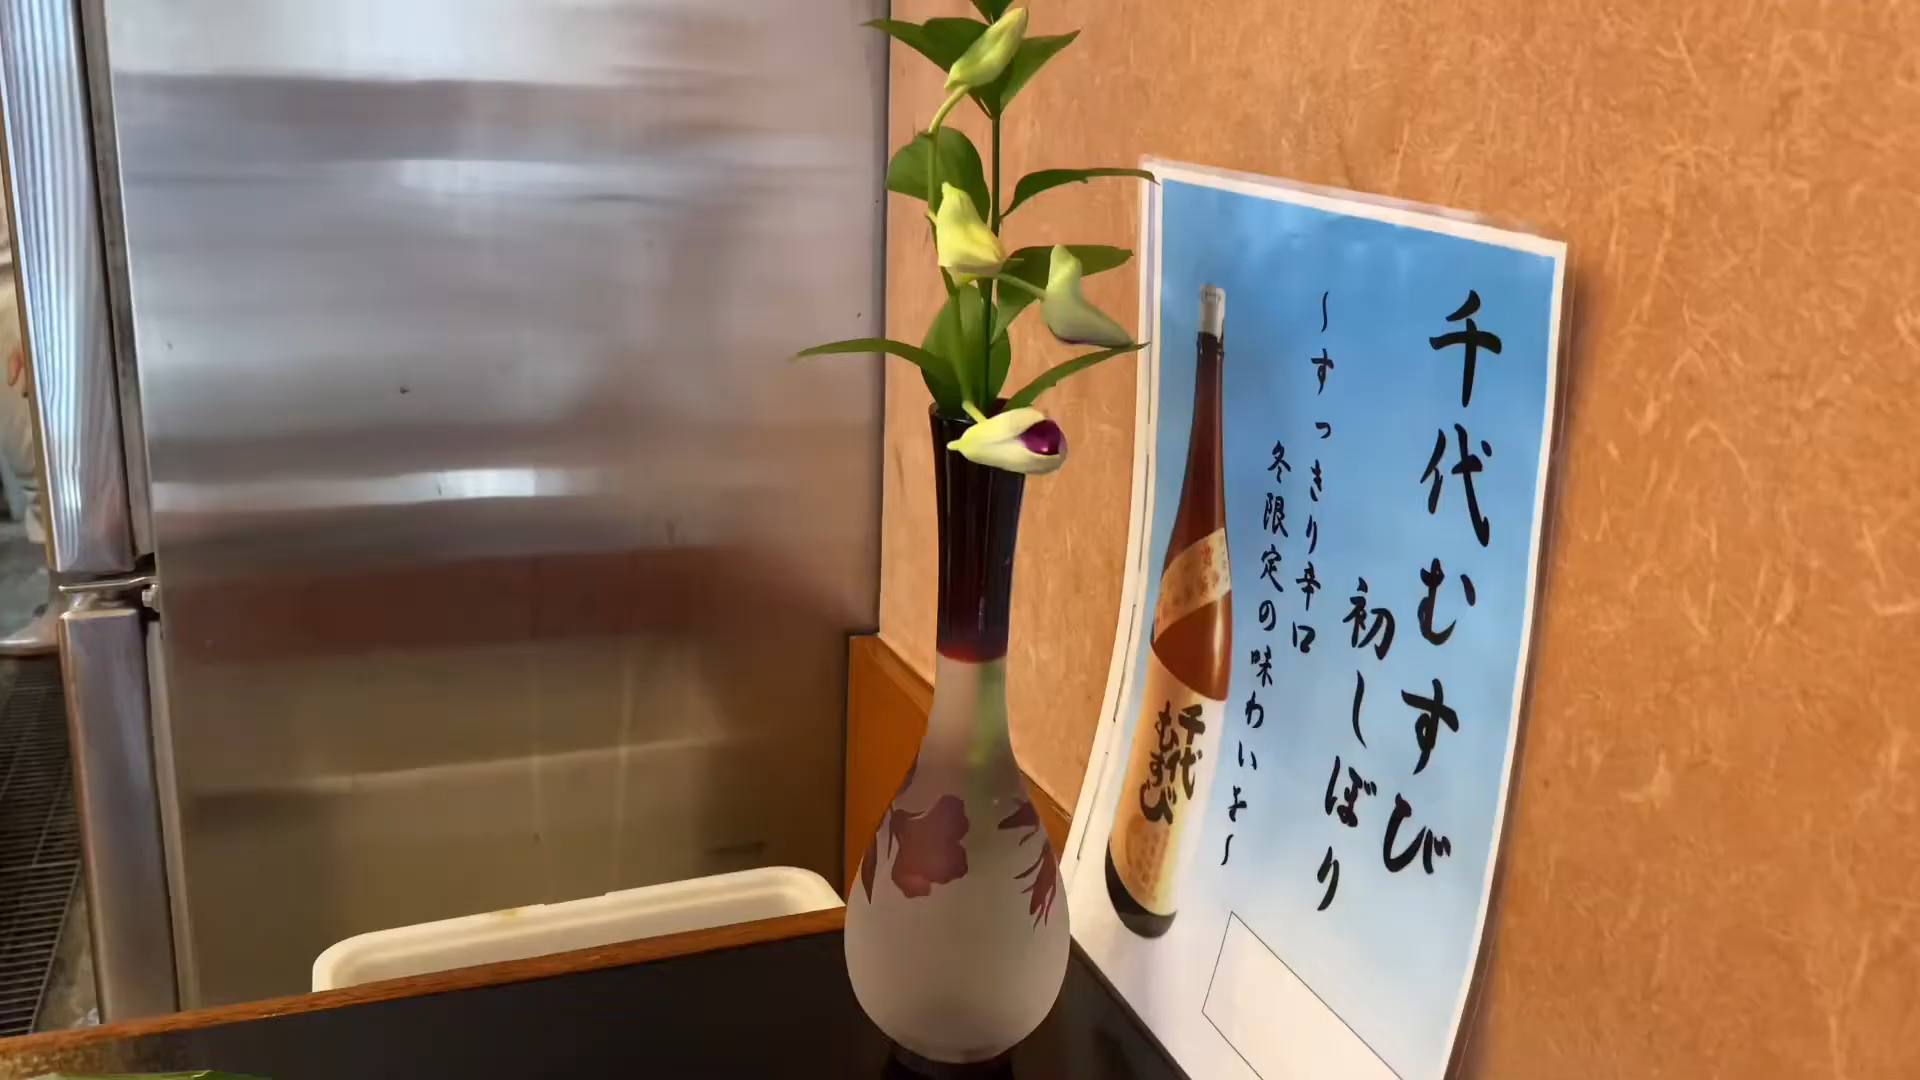 千代むすび
初しぼり
～すっきり辛口
冬限定の味わいよ～
千代
むすび